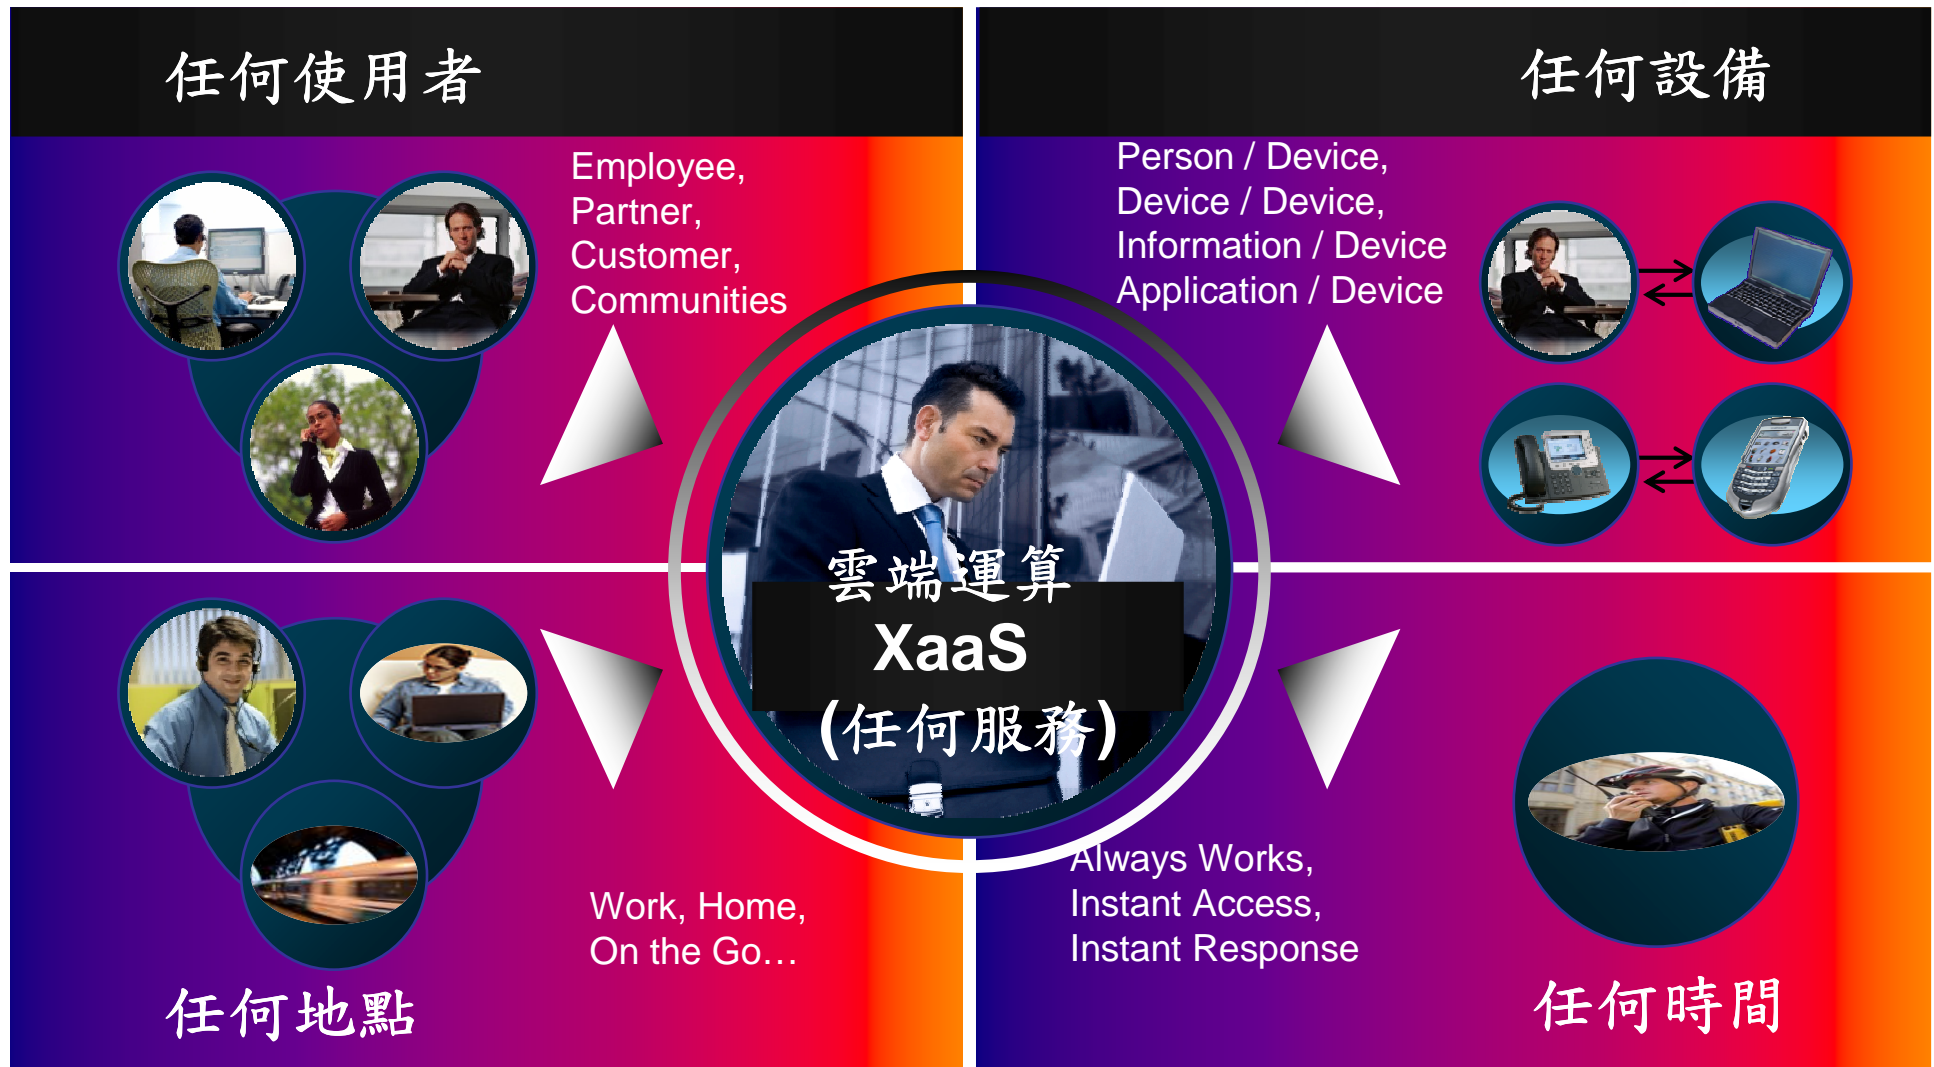 任何使用者
Employee,
Partner,
Customer,
Communities
任何設備
Person / Device,
Device / Device,
Information / Device
Application / Device
雲端運算
XaaS
(任何服務)
Work, Home,
On the Go…
任何地點
Always Works,
Instant Access,
Instant Response
任何時間